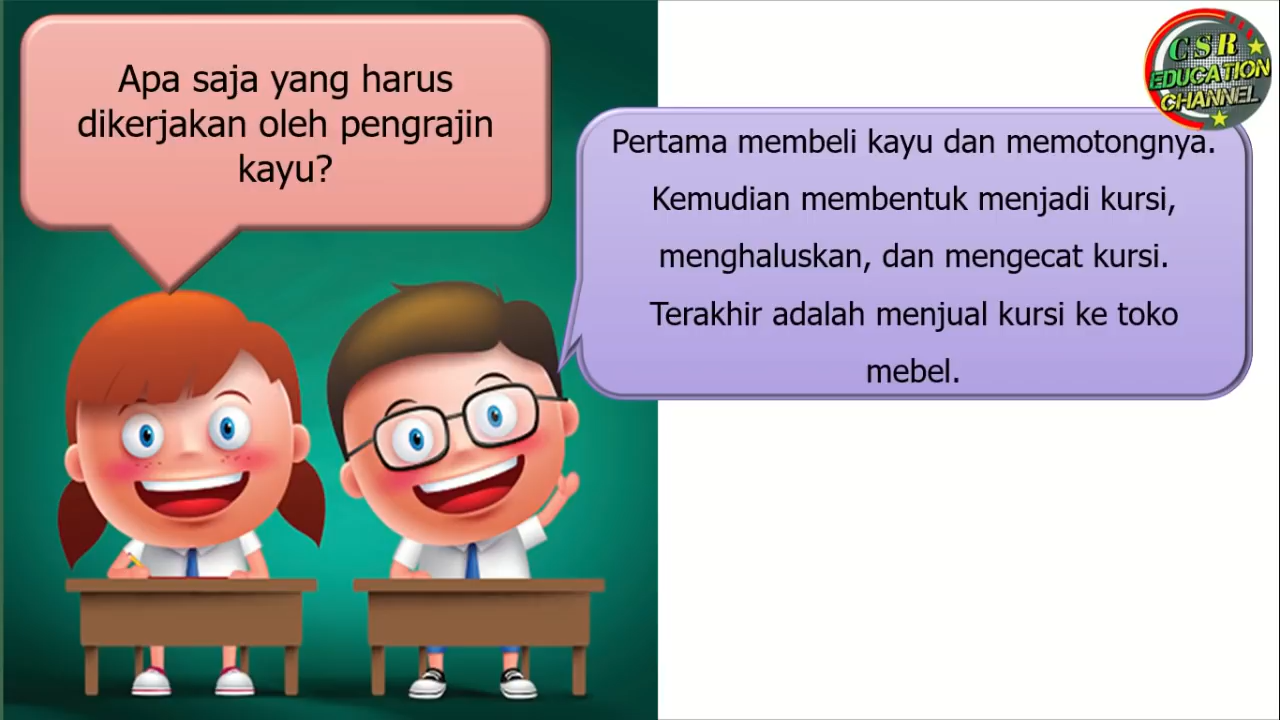 Apa saja yang harus
dikerjakan oleh pengrajin
kayu?
Pertama membeli kayu dan memotongnya.
Kemudian membentuk menjadi kursi,
menghaluskan, dan mengecat kursi.
Terakhir adalah menjual kursi ke toko
mebel.
CSR
EDUCATION
CHANNEL